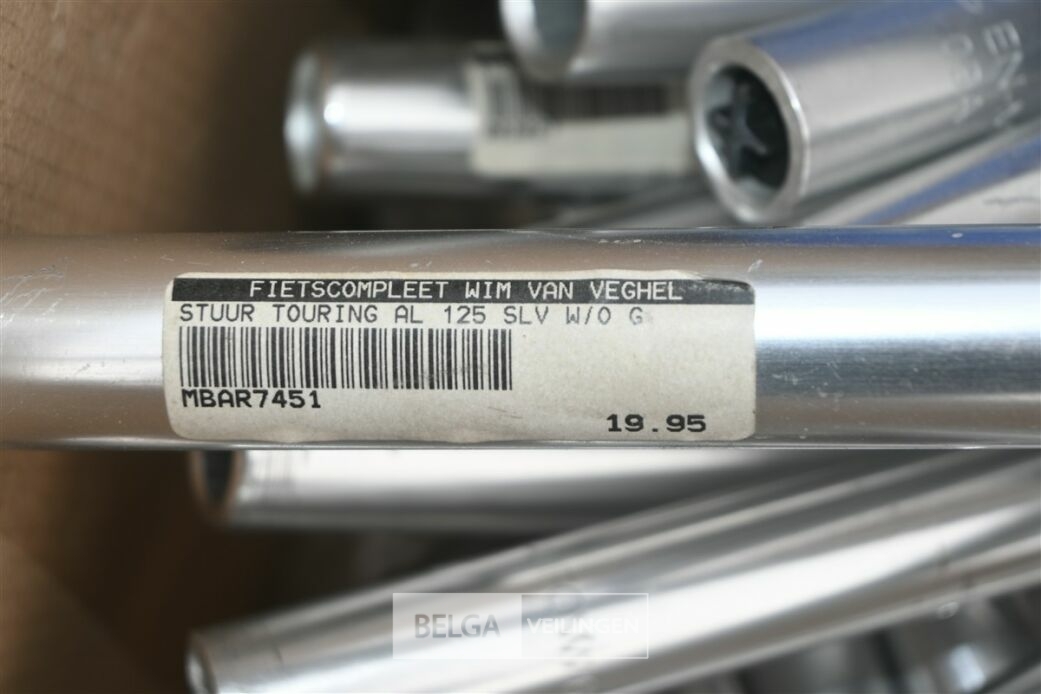 FIETSCOMPLEET WIM VAN VEGHEL
STUUR TOURING AL 125 SLV W/O G
MBAR7451
19.95
BELGA VEILINGEN